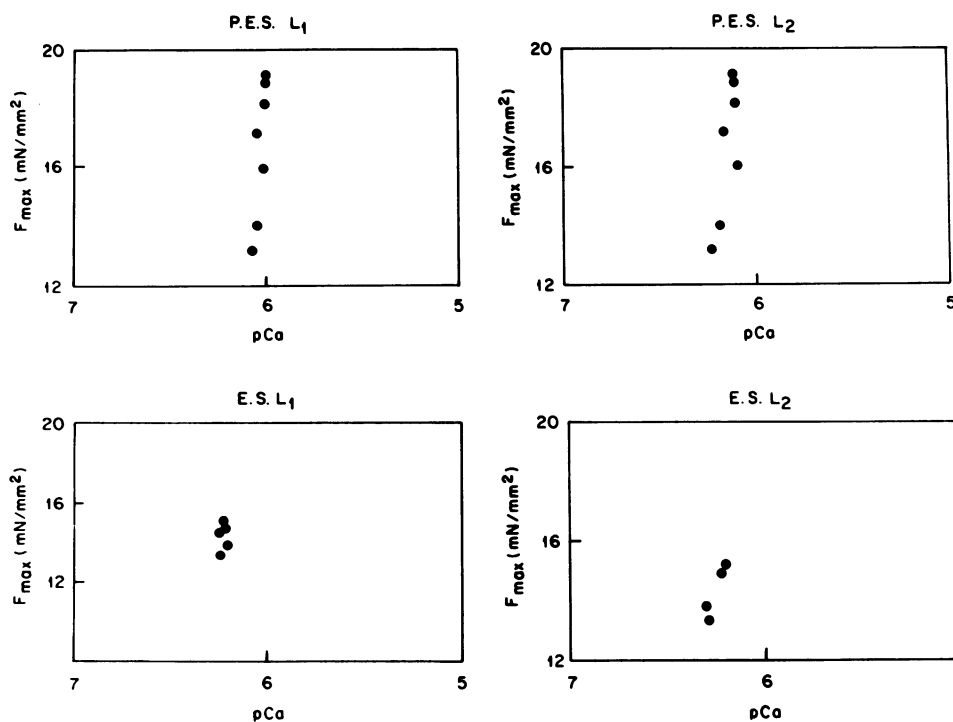 P.E.S. L1
20
16
12
Fmax (mN/mm²)
7
6
5
pCa
P.E.S. L2
20
16
12
Fmax (mN/mm²)
7
6
5
pCa
E.S. L1
20
16
12
Fmax (mN/mm²)
7
6
5
pCa
E.S. L2
20
16
12
Fmax (mN/mm²)
7
6
pCa